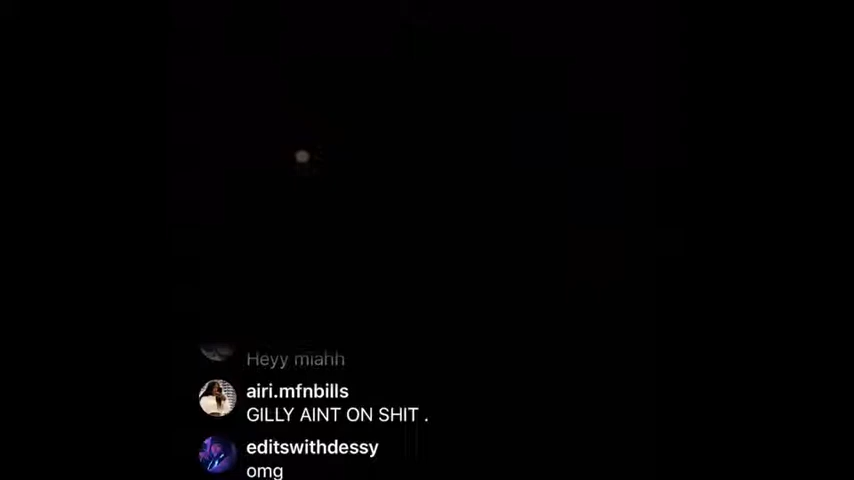 Heyy miahh
airi.mfnbills
GILLY AINT ON SHIT .
editswithdessy
omg